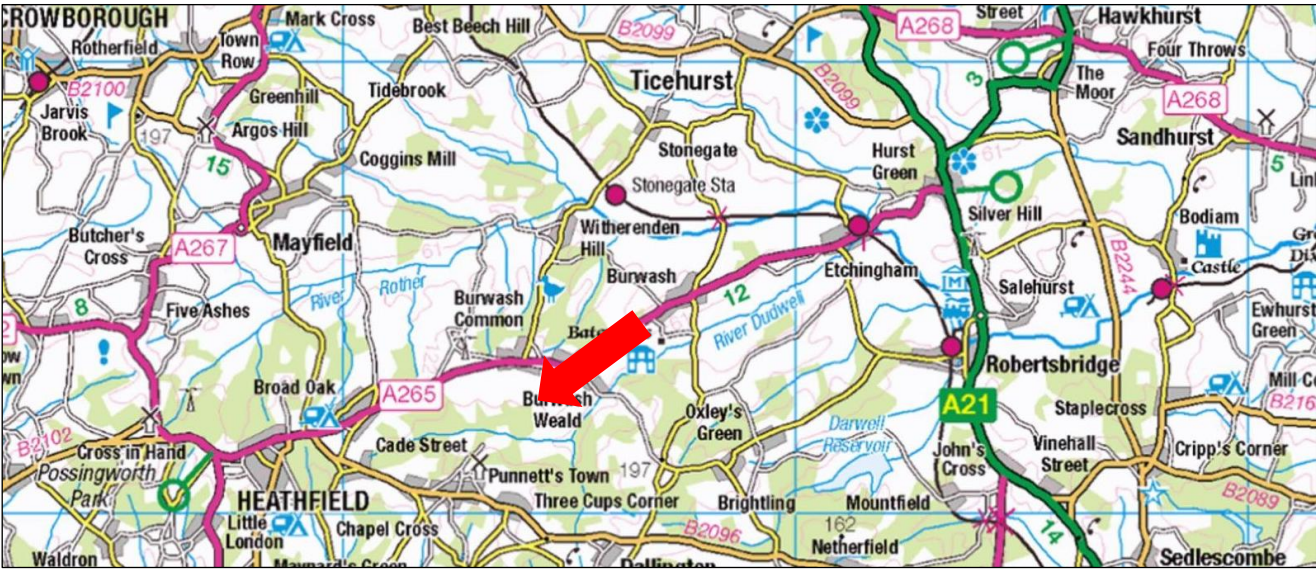 CROWBOROUGH
Mark Cross
Best Beech Hill
B2099
A268
Street
Hawkhurst
Rotherfield
Town
Row
Four Throws
B2100
Greenhill
Tidebrook
Ticehurst
B2099
3
The
Moor
A268
Jarvis
Brook
197
Argos Hill
Sandhurst
15
Coggins Mill
Stonegate
Hurst
Green
61
5
Stonegate Sta
Silver Hill
Bodiam
Butcher's
Cross
A267
Mayfield
61
Witherenden
Hill
B2244
Castle
River
Rother
Burwash
Etchingham
8
Five Ashes
Burwash
Common
12
River Dudwell
Salehurst
Ewhurst
Green
Robertsbridge
Broad Oak
A265
Weald
Oxley's
Green
A21
Staplecross
Mill
B216
B2102
Cross in Hand
Possingworth
Park
Cade Street
Darwell
Reservoir
John's
Cross
Vinehall
Street
Cripp's Corner
Punnett's Town
197
HEATHFIELD
Three Cups Corner
Brightling
Mountfield
B2089
Little
London
Chapel Cross
B2096
162
Netherfield
14
Waldron
Maynard's Green
Dallington
Sedlescombe